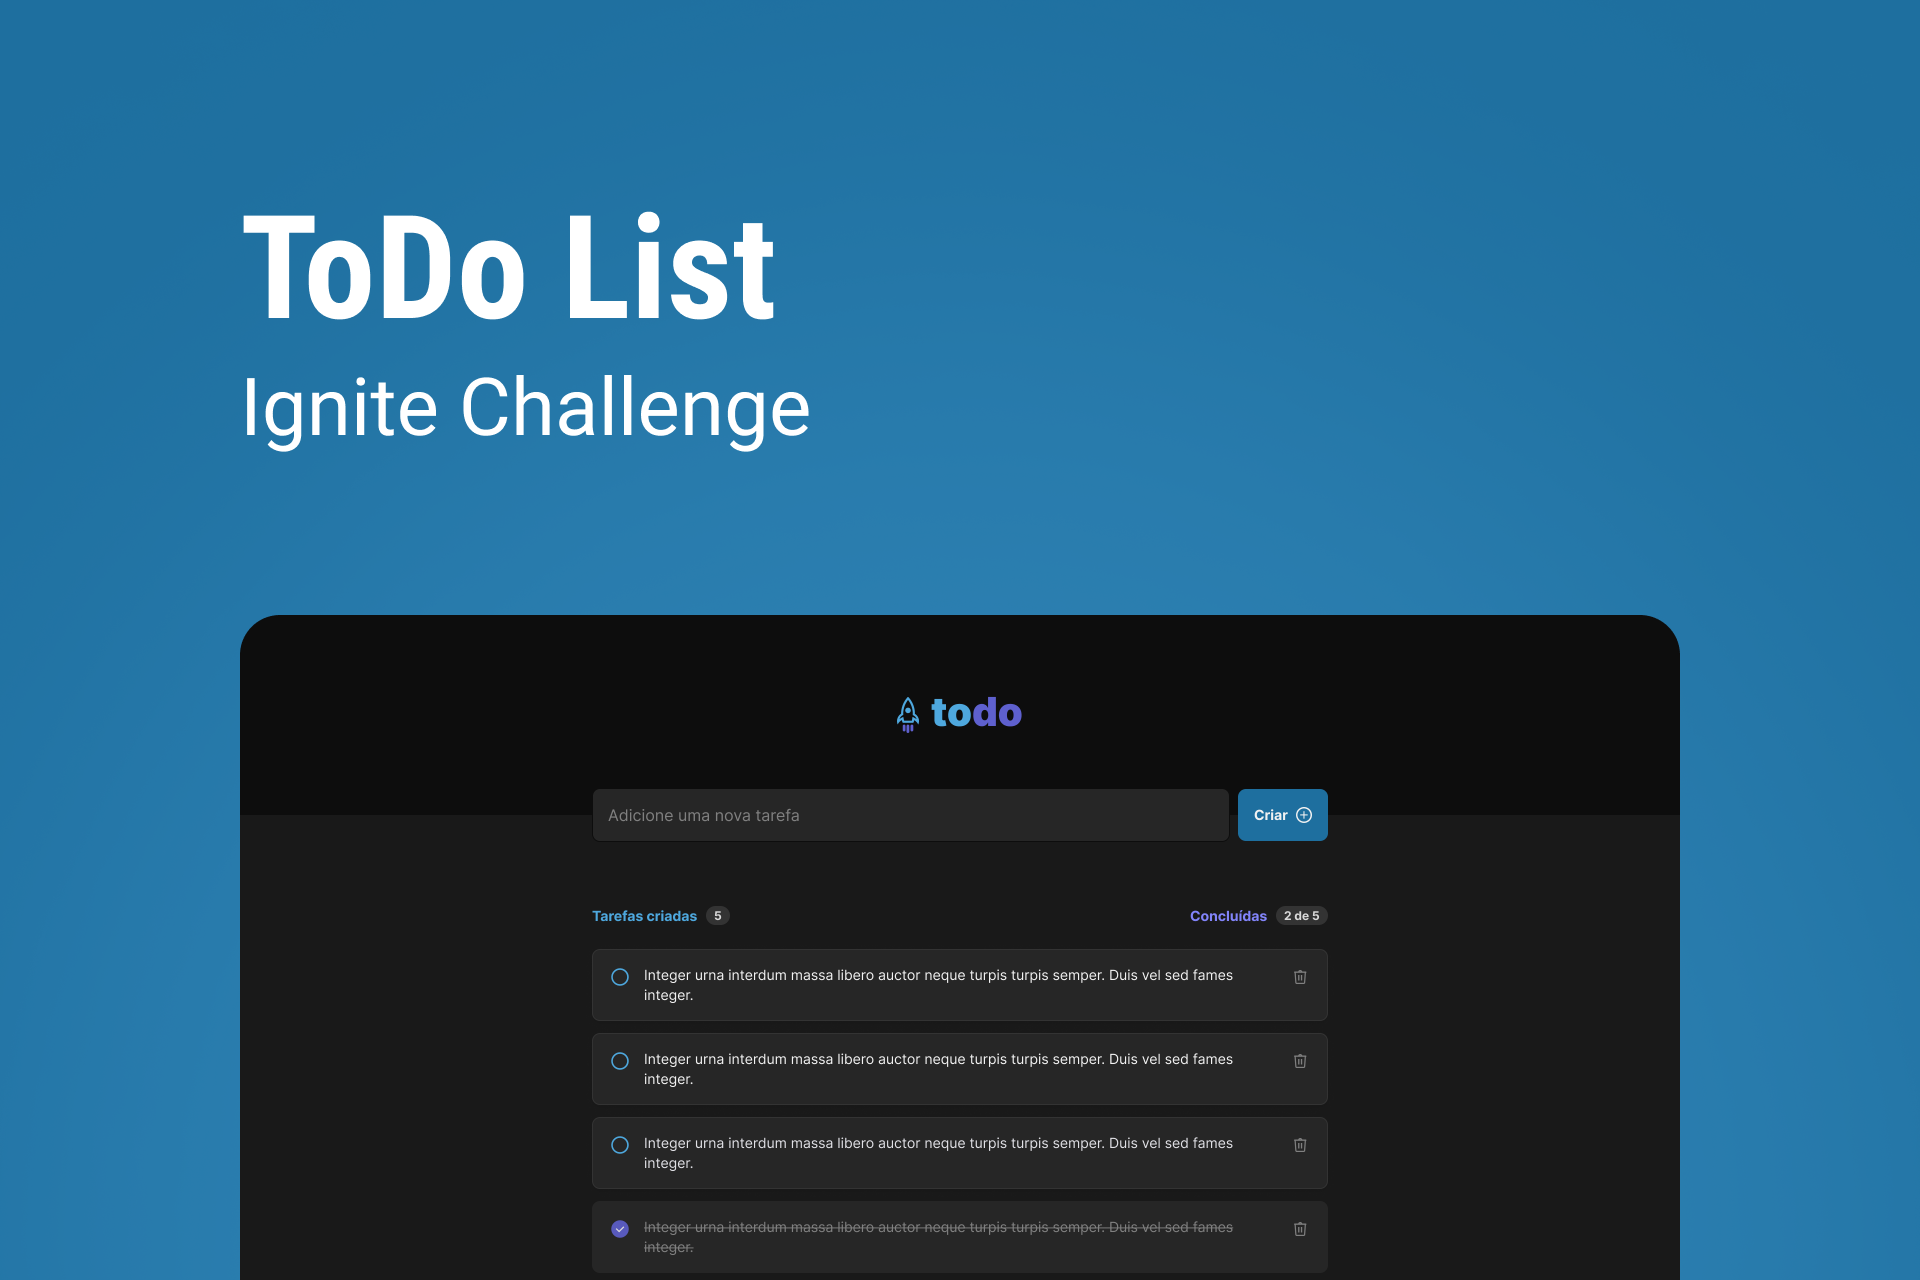 ToDo List
Ignite Challenge
todo
Adicione uma nova tarefa
Criar
Tarefas criadas 5
Concluídas 2 de 5
Integer urna interdum massa libero auctor neque turpis turpis semper. Duis vel sed fames
integer.
Integer urna interdum massa libero auctor neque turpis turpis semper. Duis vel sed fames
integer.
Integer urna interdum massa libero auctor neque turpis turpis semper. Duis vel sed fames
integer.
Integer urna interdum massa libero auctor neque turpis turpis semper. Duis vel sed fames
integer.